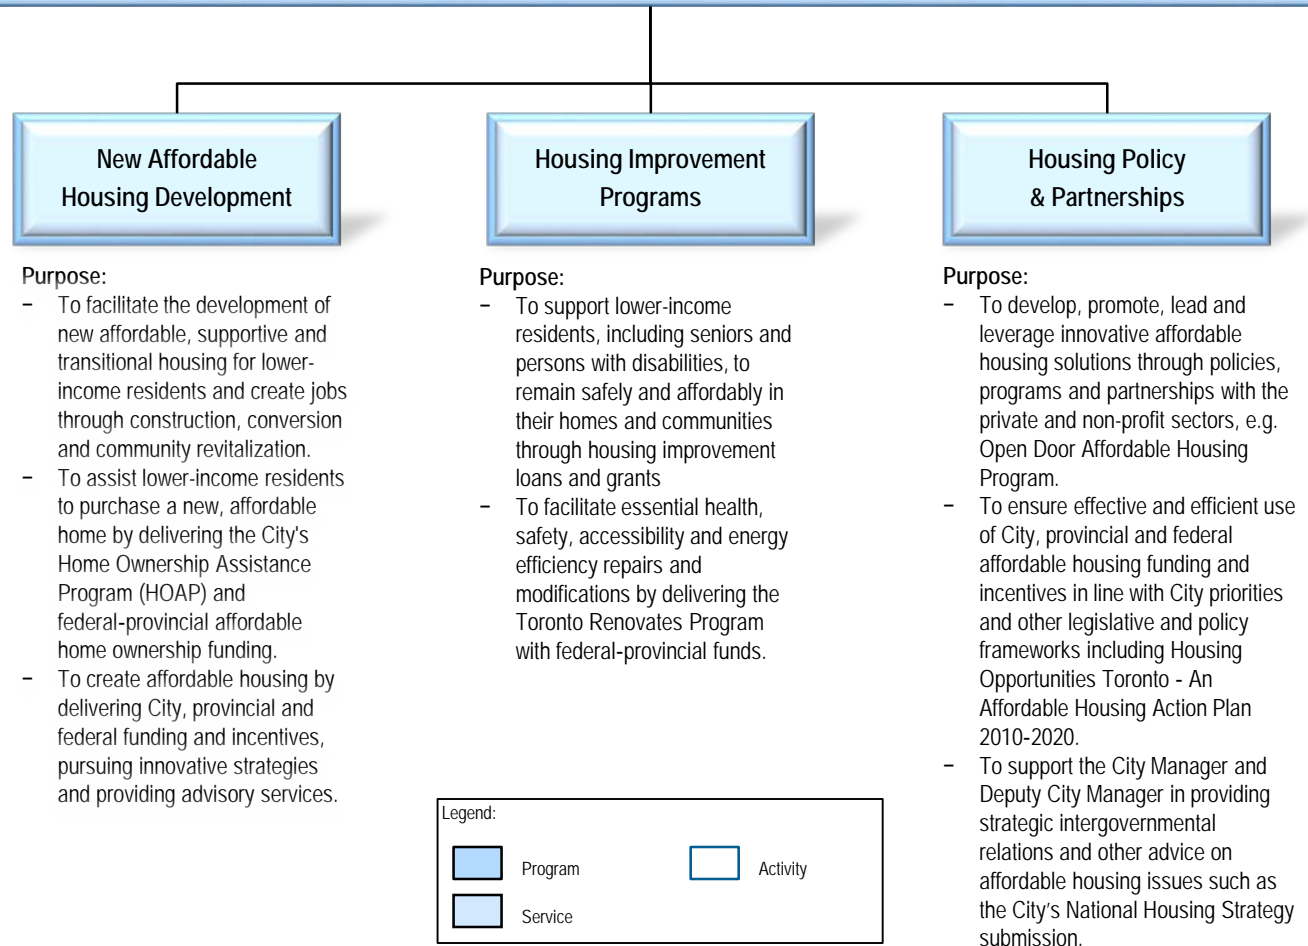 New Affordable
Housing Development
Purpose:
− To facilitate the development of
new affordable, supportive and
transitional housing for lower-
income residents and create jobs
through construction, conversion
and community revitalization.
− To assist lower-income residents
to purchase a new, affordable
home by delivering the City's
Home Ownership Assistance
Program (HOAP) and
federal-provincial affordable
home ownership funding.
− To create affordable housing by
delivering City, provincial and
federal funding and incentives,
pursuing innovative strategies
and providing advisory services.
Housing Improvement
Programs
Purpose:
− To support lower-income
residents, including seniors and
persons with disabilities, to
remain safely and affordably in
their homes and communities
through housing improvement
loans and grants
− To facilitate essential health,
safety, accessibility and energy
efficiency repairs and
modifications by delivering the
Toronto Renovates Program
with federal-provincial funds.
Housing Policy
& Partnerships
Purpose:
− To develop, promote, lead and
leverage innovative affordable
housing solutions through policies,
programs and partnerships with the
private and non-profit sectors, e.g.
Open Door Affordable Housing
Program.
− To ensure effective and efficient use
of City, provincial and federal
affordable housing funding and
incentives in line with City priorities
and other legislative and policy
frameworks including Housing
Opportunities Toronto - An
Affordable Housing Action Plan
2010-2020.
− To support the City Manager and
Deputy City Manager in providing
strategic intergovernmental
relations and other advice on
affordable housing issues such as
the City's National Housing Strategy
submission.
Legend:
Program
Activity
Service